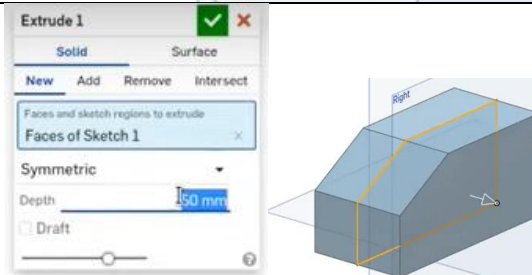 Extrude 1
Solid Surface
New Add Remove Intersect
Faces and sketch regions to extrude
Faces of Sketch 1
Symmetric
Depth 50 mm
Draft
Right